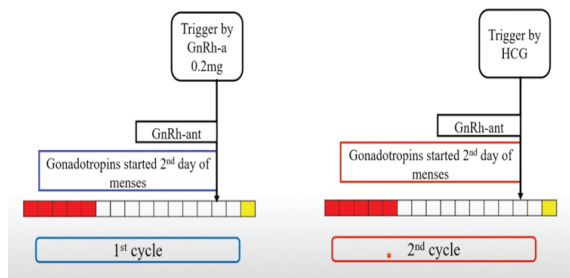 Trigger by
GnRh-a
0.2mg
GnRh-ant
Gonadotropins started 2nd day of
menses
1st cycle
Trigger by
HCG
GnRh-ant
Gonadotropins started 2nd day of
menses
2nd cycle